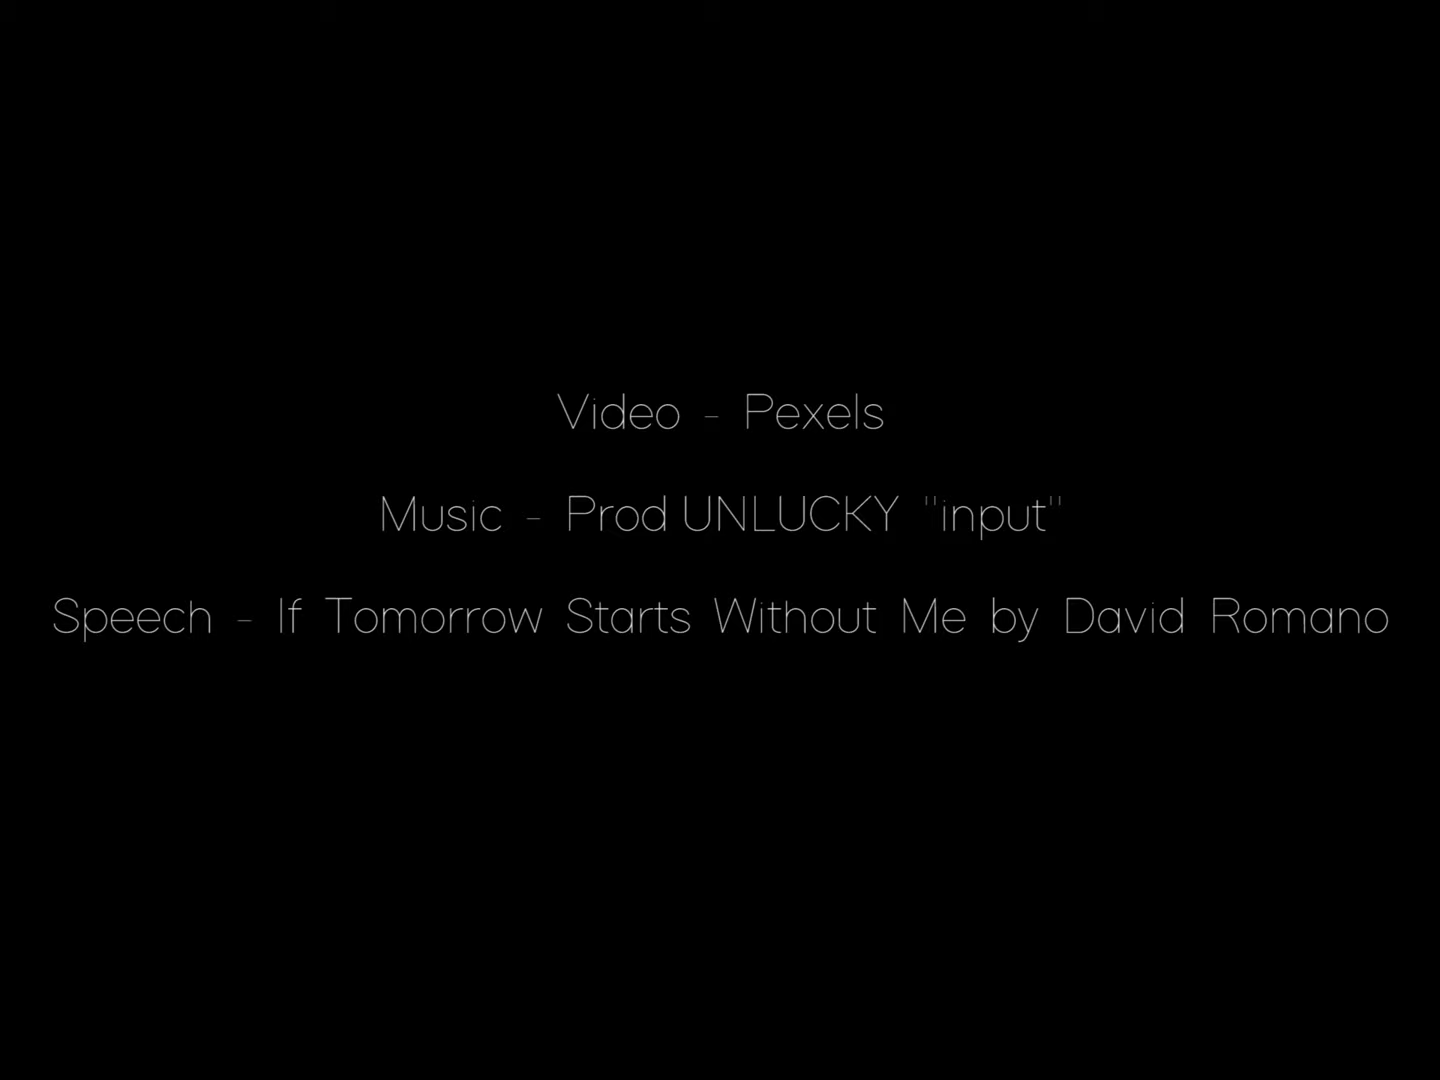 Video - Pexels
Music - Prod UNLUCKY "input"
Speech - If Tomorrow Starts Without Me by David Romano